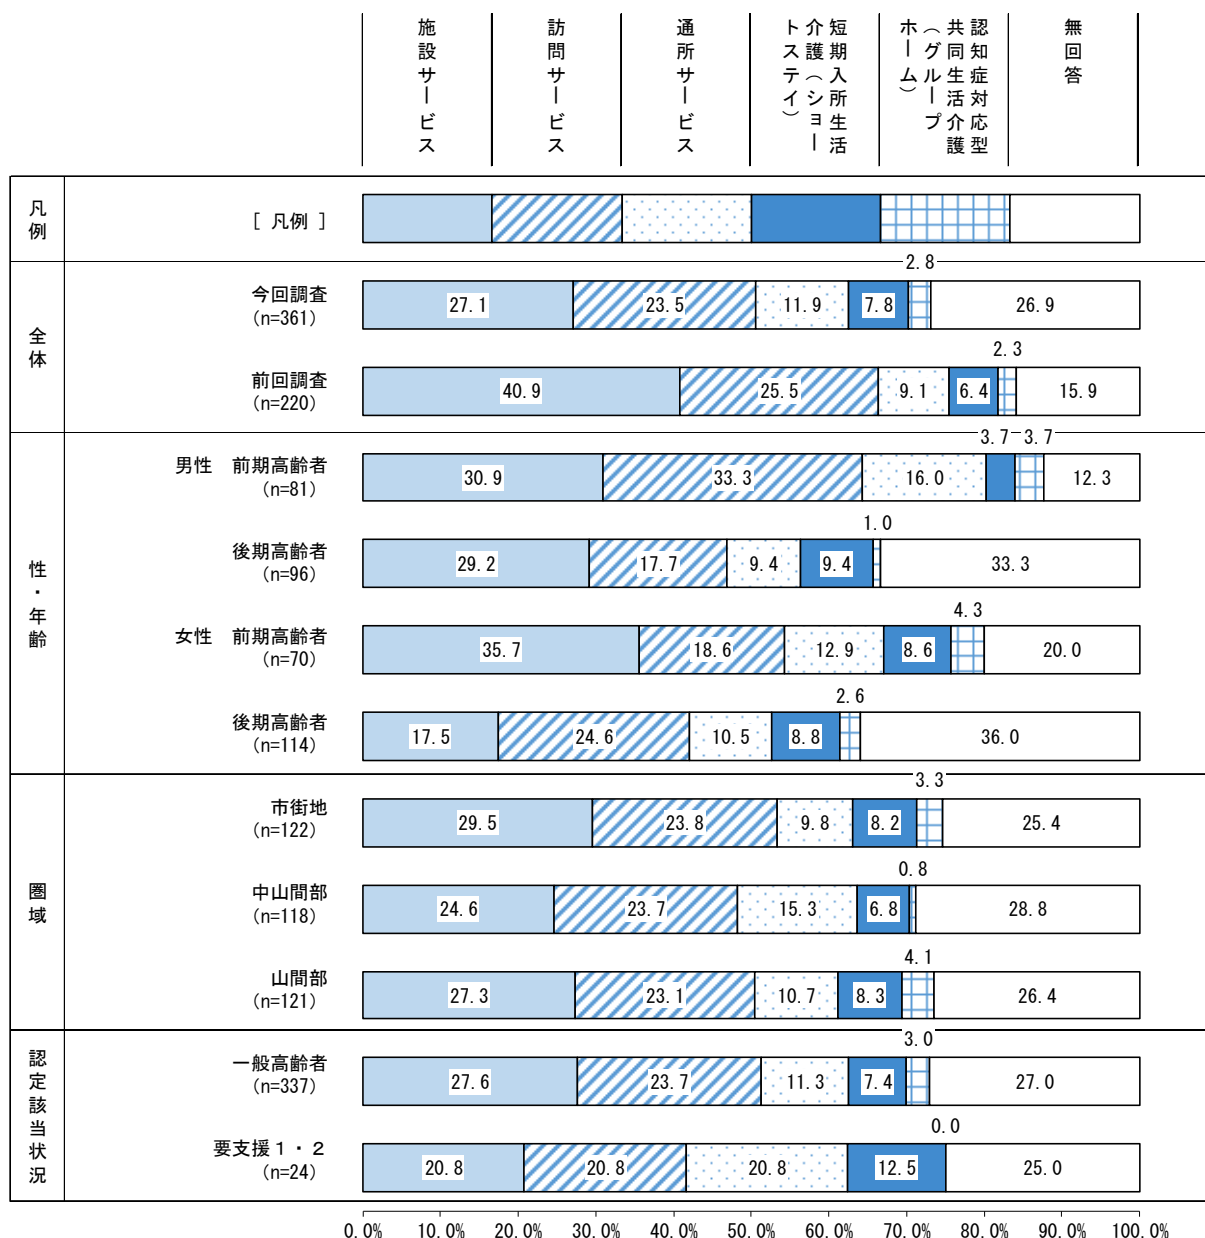 施設サービス
訪問サービス
通所サービス
短期入所生活
介護（ショー
トステイ）
認知症対応型
共同生活介護
（グループ
ホーム）
無回答
凡例
[ 凡例 ]
全体
2.8
今回調査
(n=361)
27.1 23.5 11.9 7.8 26.9
2.3
前回調査
(n=220)
40.9 25.5 9.1 6.4 15.9
性・年齢
3.7 3.7
男性　前期高齢者
(n=81)
30.9 33.3 16.0 12.3
1.0
後期高齢者
(n=96)
29.2 17.7 9.4 9.4 33.3
4.3
女性　前期高齢者
(n=70)
35.7 18.6 12.9 8.6 20.0
2.6
後期高齢者
(n=114)
17.5 24.6 10.5 8.8 36.0
圏域
3.3
市街地
(n=122)
29.5 23.8 9.8 8.2 25.4
0.8
中山間部
(n=118)
24.6 23.7 15.3 6.8 28.8
4.1
山間部
(n=121)
27.3 23.1 10.7 8.3 26.4
認定該当状況
3.0
一般高齢者
(n=337)
27.6 23.7 11.3 7.4 27.0
0.0
要支援１・２
(n=24)
20.8 20.8 20.8 12.5 25.0
0.0% 10.0% 20.0% 30.0% 40.0% 50.0% 60.0% 70.0% 80.0% 90.0% 100.0%